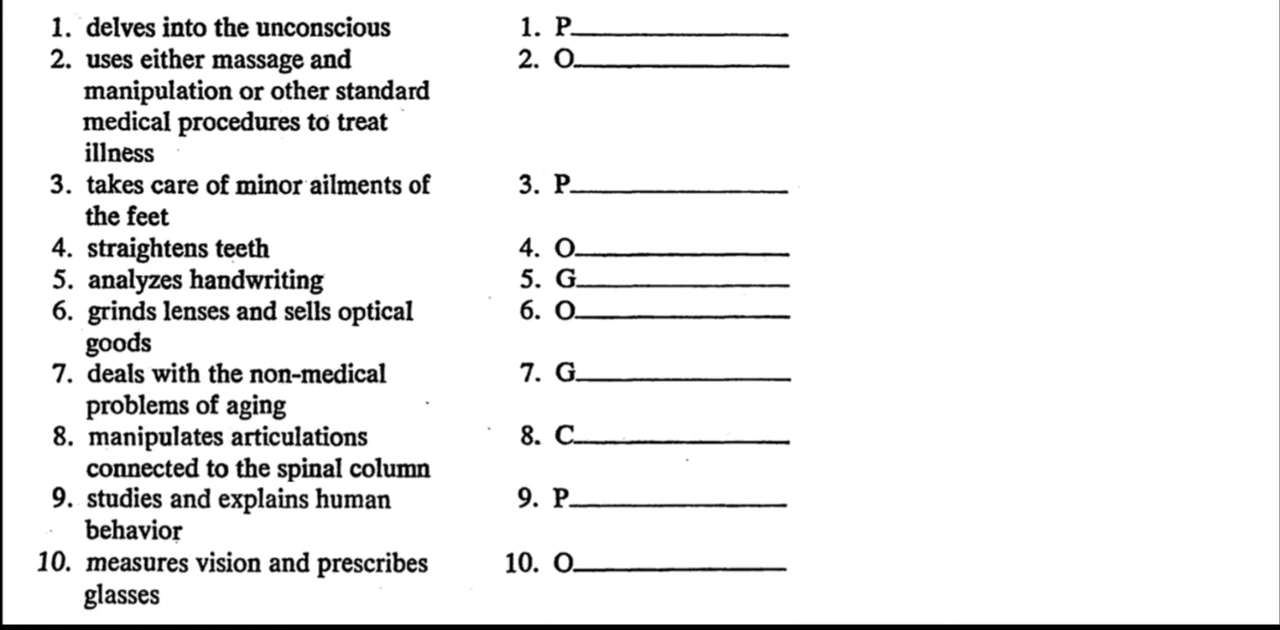 1. delves into the unconscious 1. P
2. uses either massage and 2. O
manipulation or other standard
medical procedures to treat
illness
3. takes care of minor ailments of 3. P
the feet
4. straightens teeth 4. O
5. analyzes handwriting 5. G
6. grinds lenses and sells optical 6. O
goods
7. deals with the non-medical 7. G
problems of aging
8. manipulates articulations 8. C
connected to the spinal column
9. studies and explains human 9. P
behavior
10. measures vision and prescribes 10. O
glasses